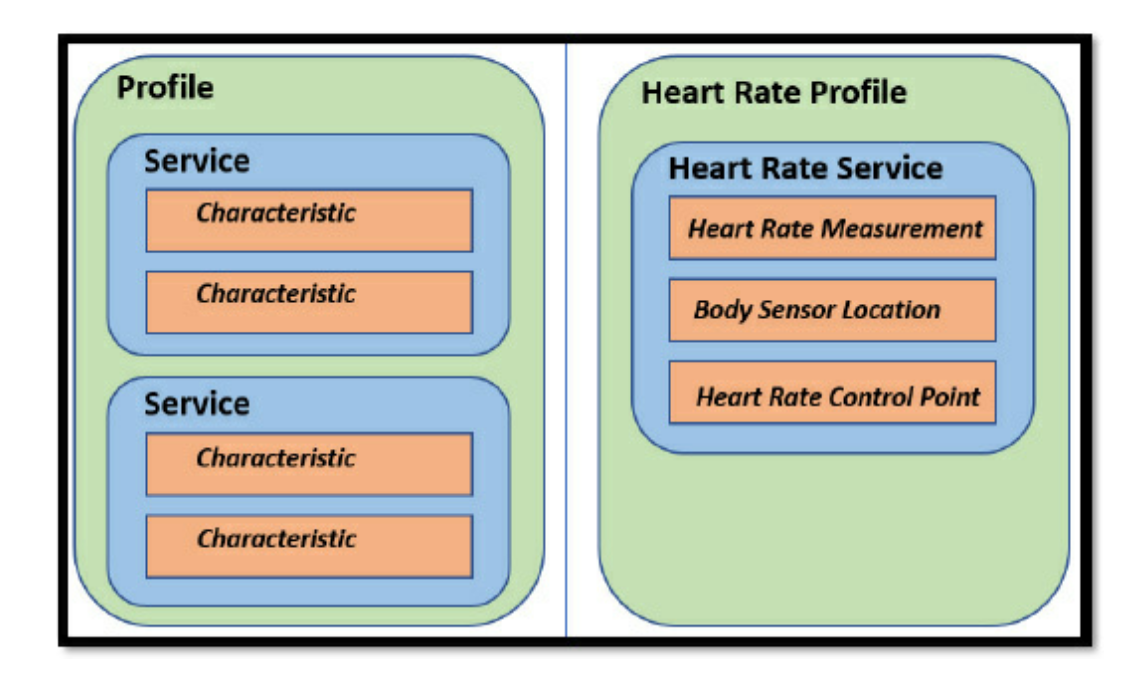 Profile
Service
Characteristic
Characteristic
Service
Characteristic
Characteristic
Heart Rate Profile
Heart Rate Service
Heart Rate Measurement
Body Sensor Location
Heart Rate Control Point